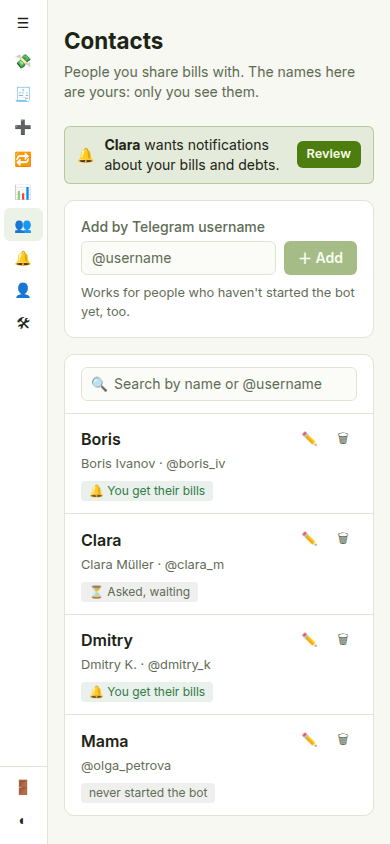 Contacts
People you share bills with. The names here
are yours: only you see them.
Clara wants notifications
about your bills and debts.
Review
Add by Telegram username
@username
+ Add
Works for people who haven't started the bot
yet, too.
Search by name or @username
Boris
Boris Ivanov · @boris_iv
You get their bills
Clara
Clara Müller · @clara_m
Asked, waiting
Dmitry
Dmitry K. · @dmitry_k
You get their bills
Mama
@olga_petrova
never started the bot